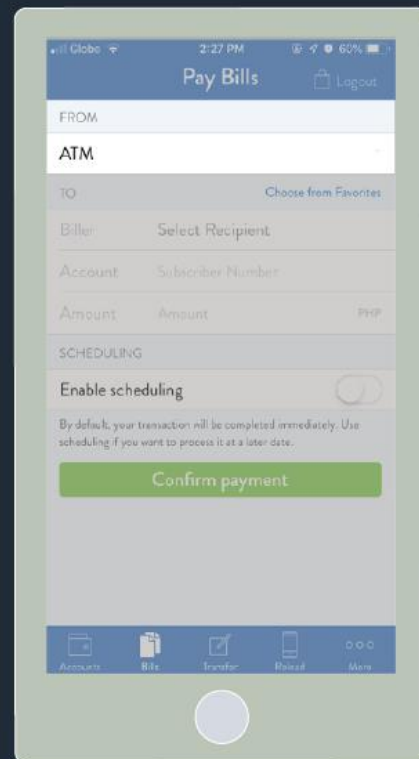 Globe 2:27 PM 60%
Pay Bills Logout
FROM
ATM
TO Choose from Favorites
Biller Select Recipient
Account Subscriber Number
Amount Amount PHP
SCHEDULING
Enable scheduling
By default, your transaction will be completed immediately. Use
scheduling if you want to process it at a later date.
Confirm payment
Accounts Bills Transfer Reload More